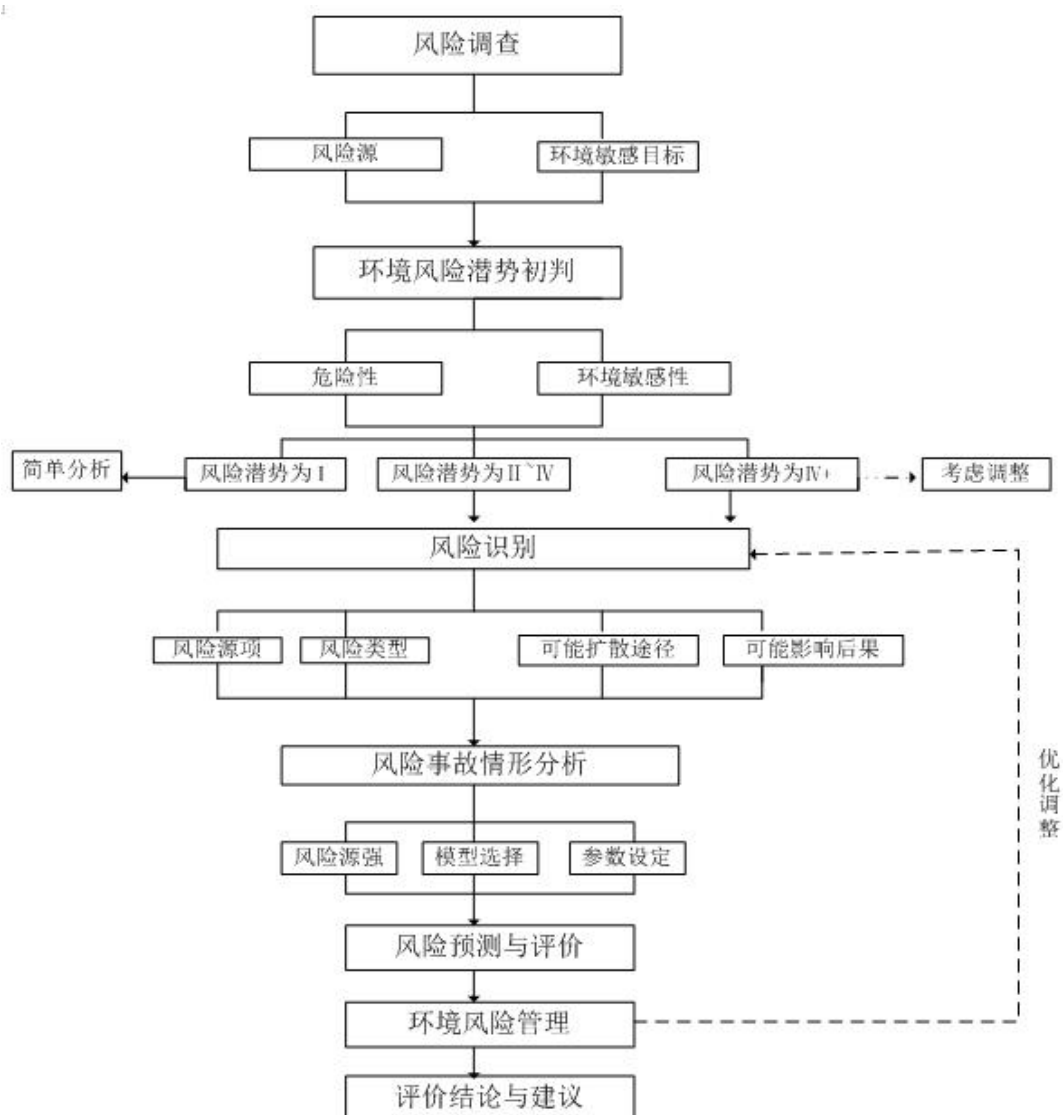 风险调查
风险源
环境敏感目标
环境风险潜势初判
危险性
环境敏感性
简单分析
风险潜势为Ⅰ
风险潜势为Ⅱ~Ⅳ
风险潜势为Ⅳ+
考虑调整
风险识别
风险源项
风险类型
可能扩散途径
可能影响后果
风险事故情形分析
优化调整
风险源强
模型选择
参数设定
风险预测与评价
环境风险管理
评价结论与建议